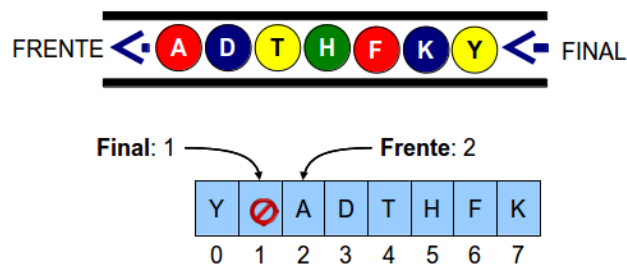 FRENTE A D T H F K Y FINAL
Final: 1 Frente: 2
Y A D T H F K
0 1 2 3 4 5 6 7